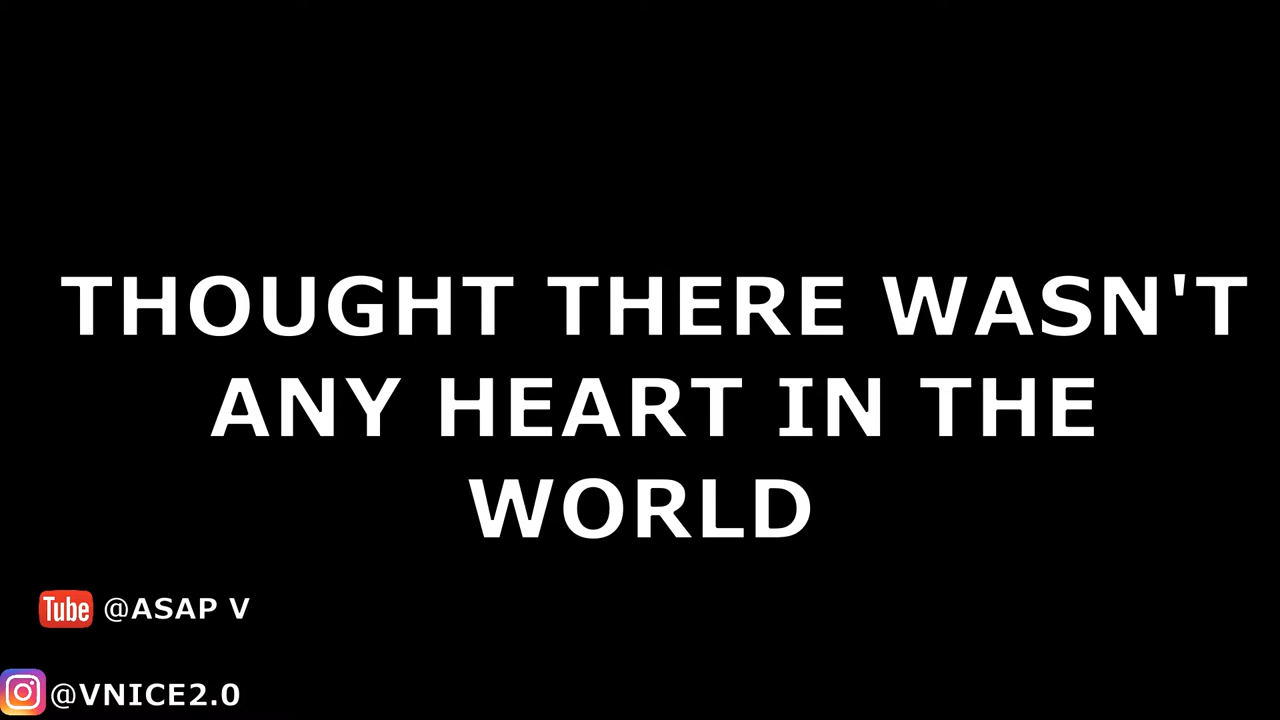 THOUGHT THERE WASN'T
ANY HEART IN THE
WORLD
Tube @ASAP V
@VNICE2.0